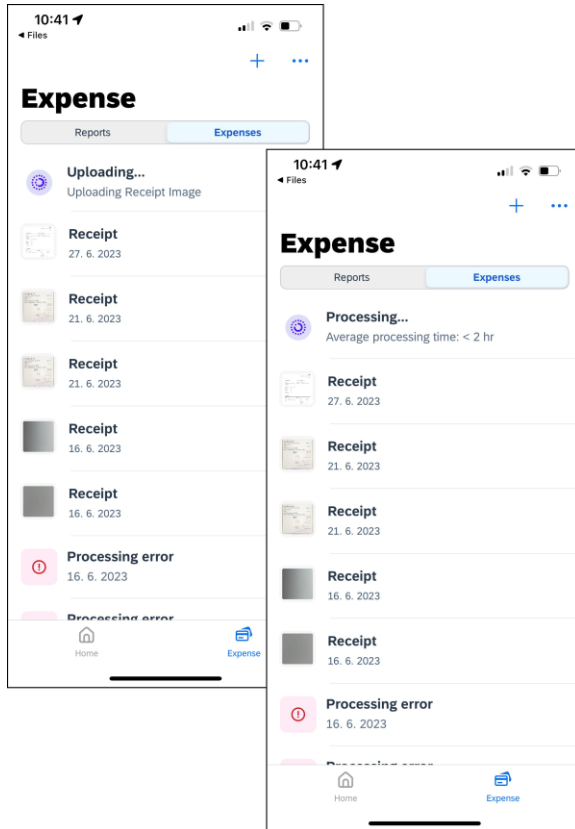 10:41
◄ Files
+ •••
Expense
Reports Expenses
Uploading...
Uploading Receipt Image
Receipt
27. 6. 2023
Receipt
21. 6. 2023
Receipt
21. 6. 2023
Receipt
16. 6. 2023
Receipt
16. 6. 2023
Processing error
16. 6. 2023
Processing error
Home Expense
10:41
◄ Files
+ •••
Expense
Reports Expenses
Processing...
Average processing time: < 2 hr
Receipt
27. 6. 2023
Receipt
21. 6. 2023
Receipt
21. 6. 2023
Receipt
16. 6. 2023
Receipt
16. 6. 2023
Processing error
16. 6. 2023
Home Expense